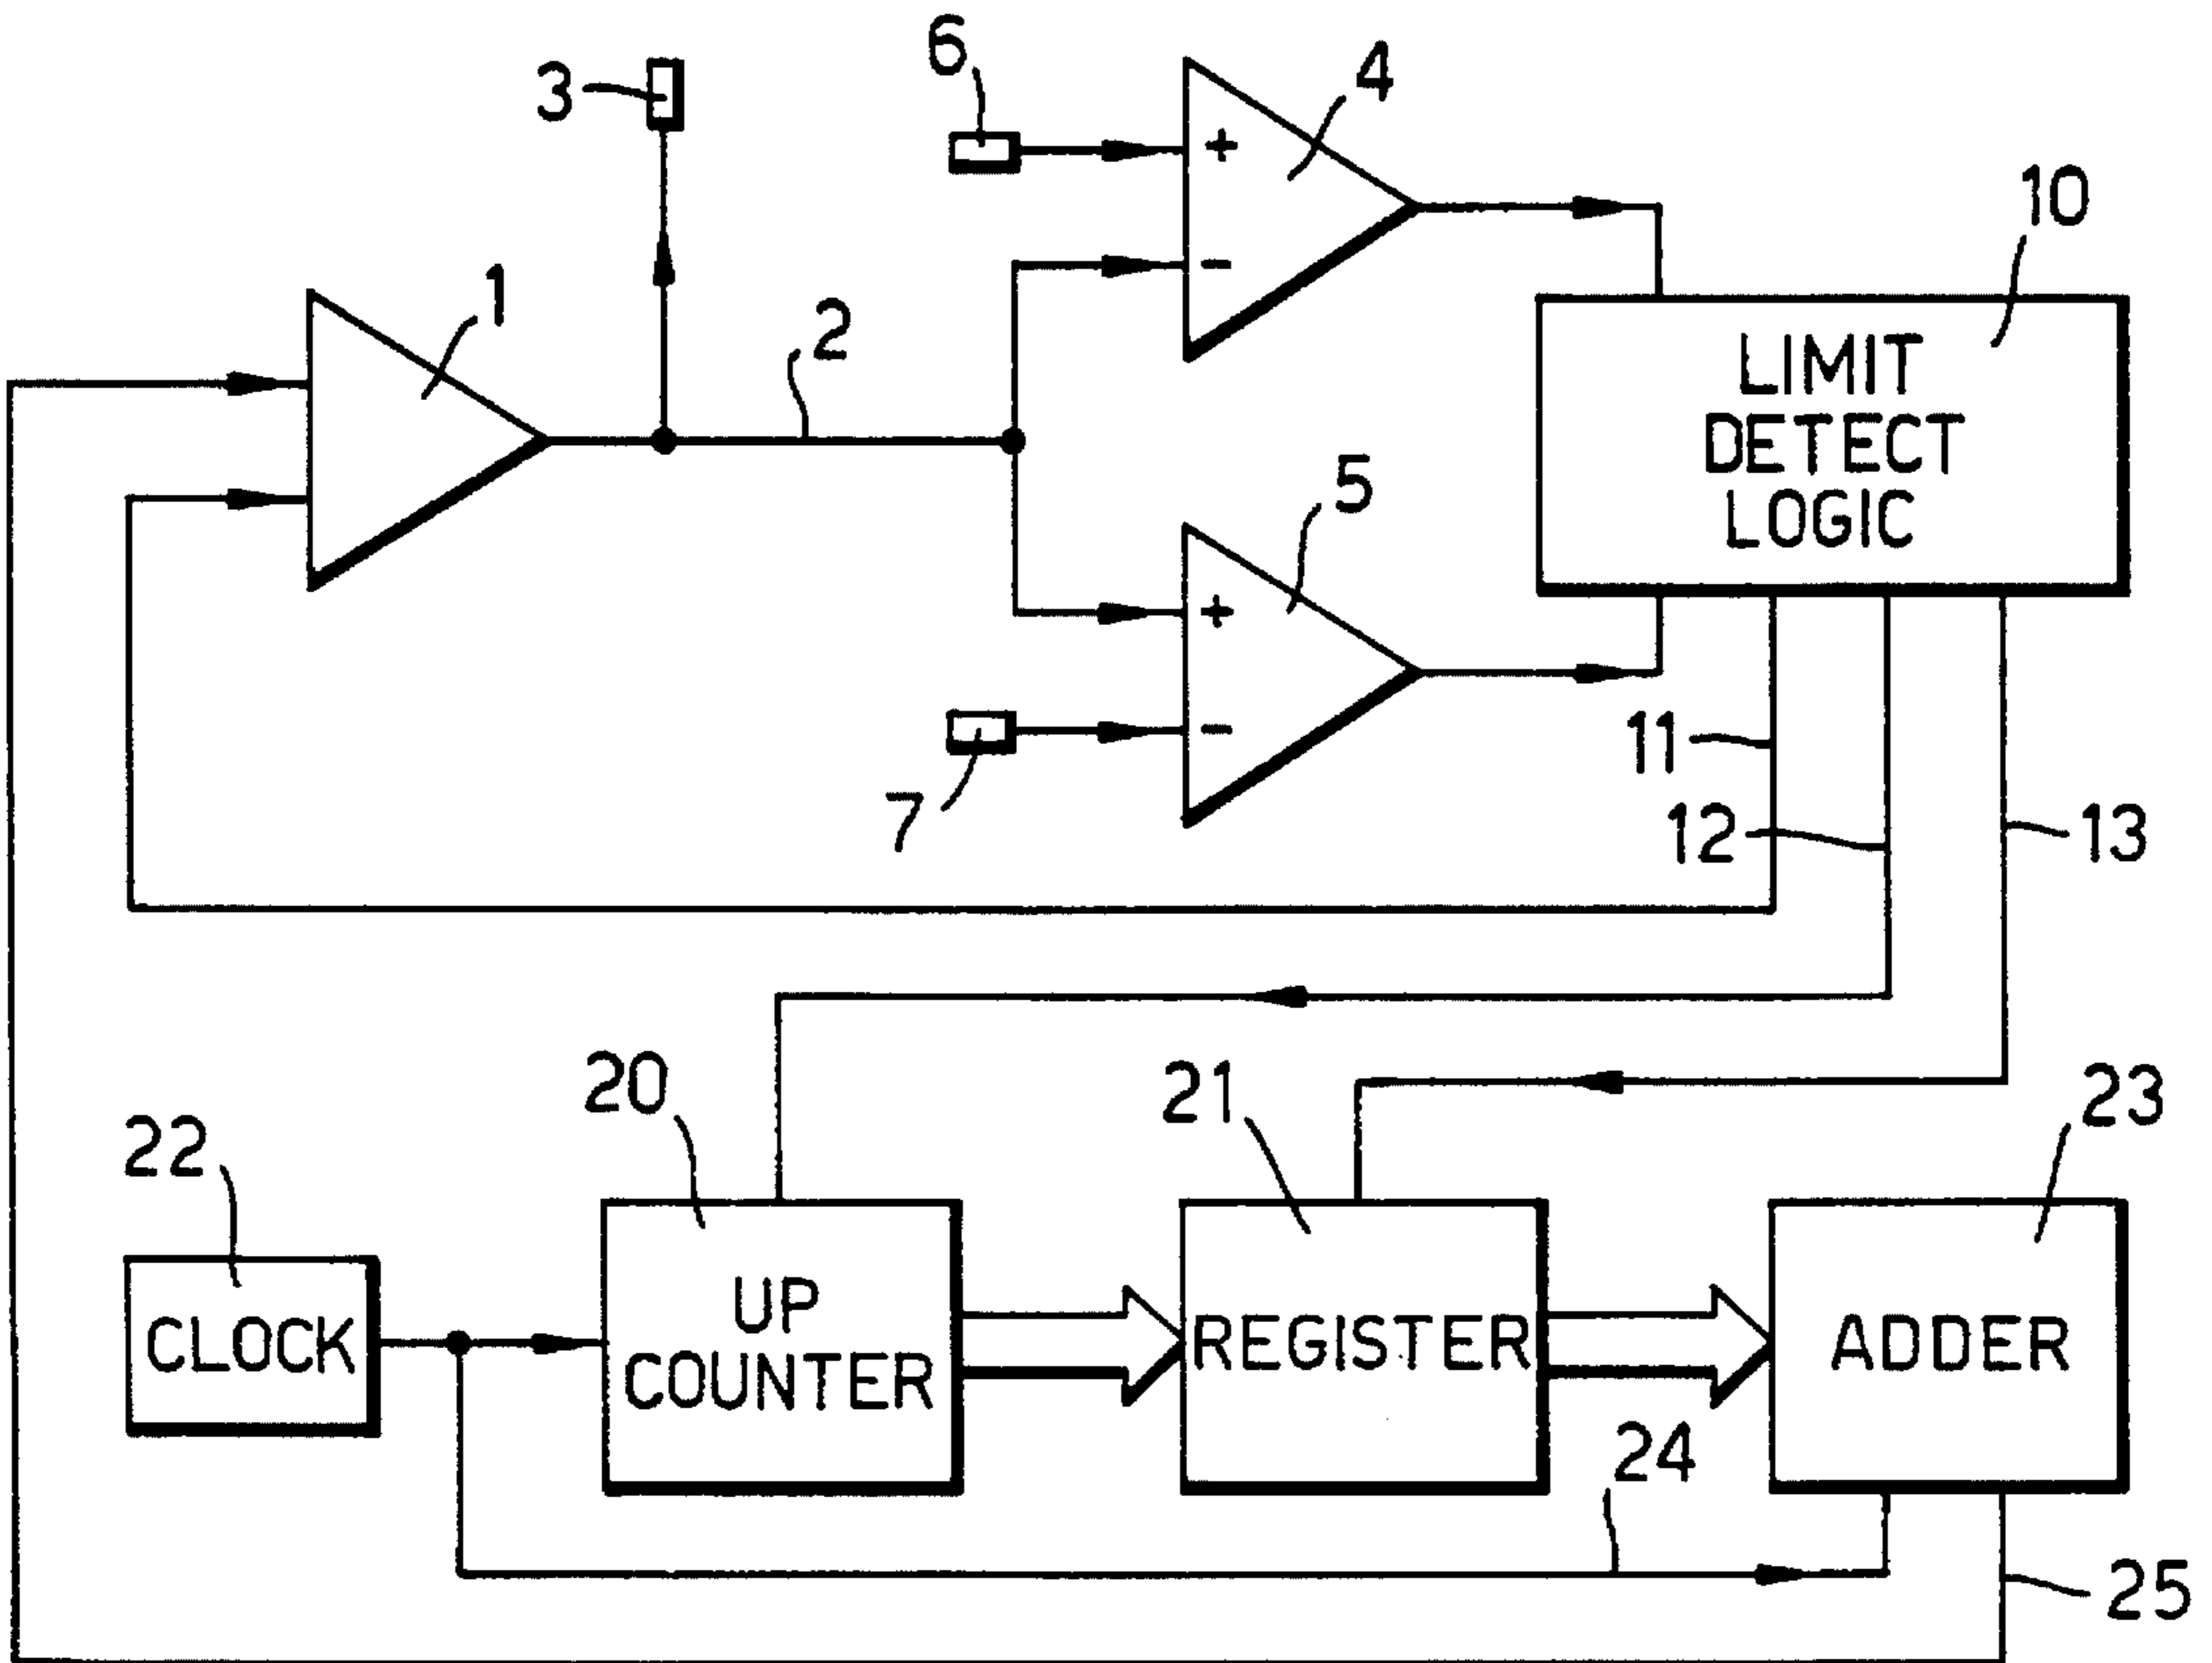 6
3
4
10
1
2
+
-
LIMIT
DETECT
LOGIC
5
+
-
7
11
12
13
20
21
23
22
UP
COUNTER
CLOCK
REGISTER
ADDER
24
25